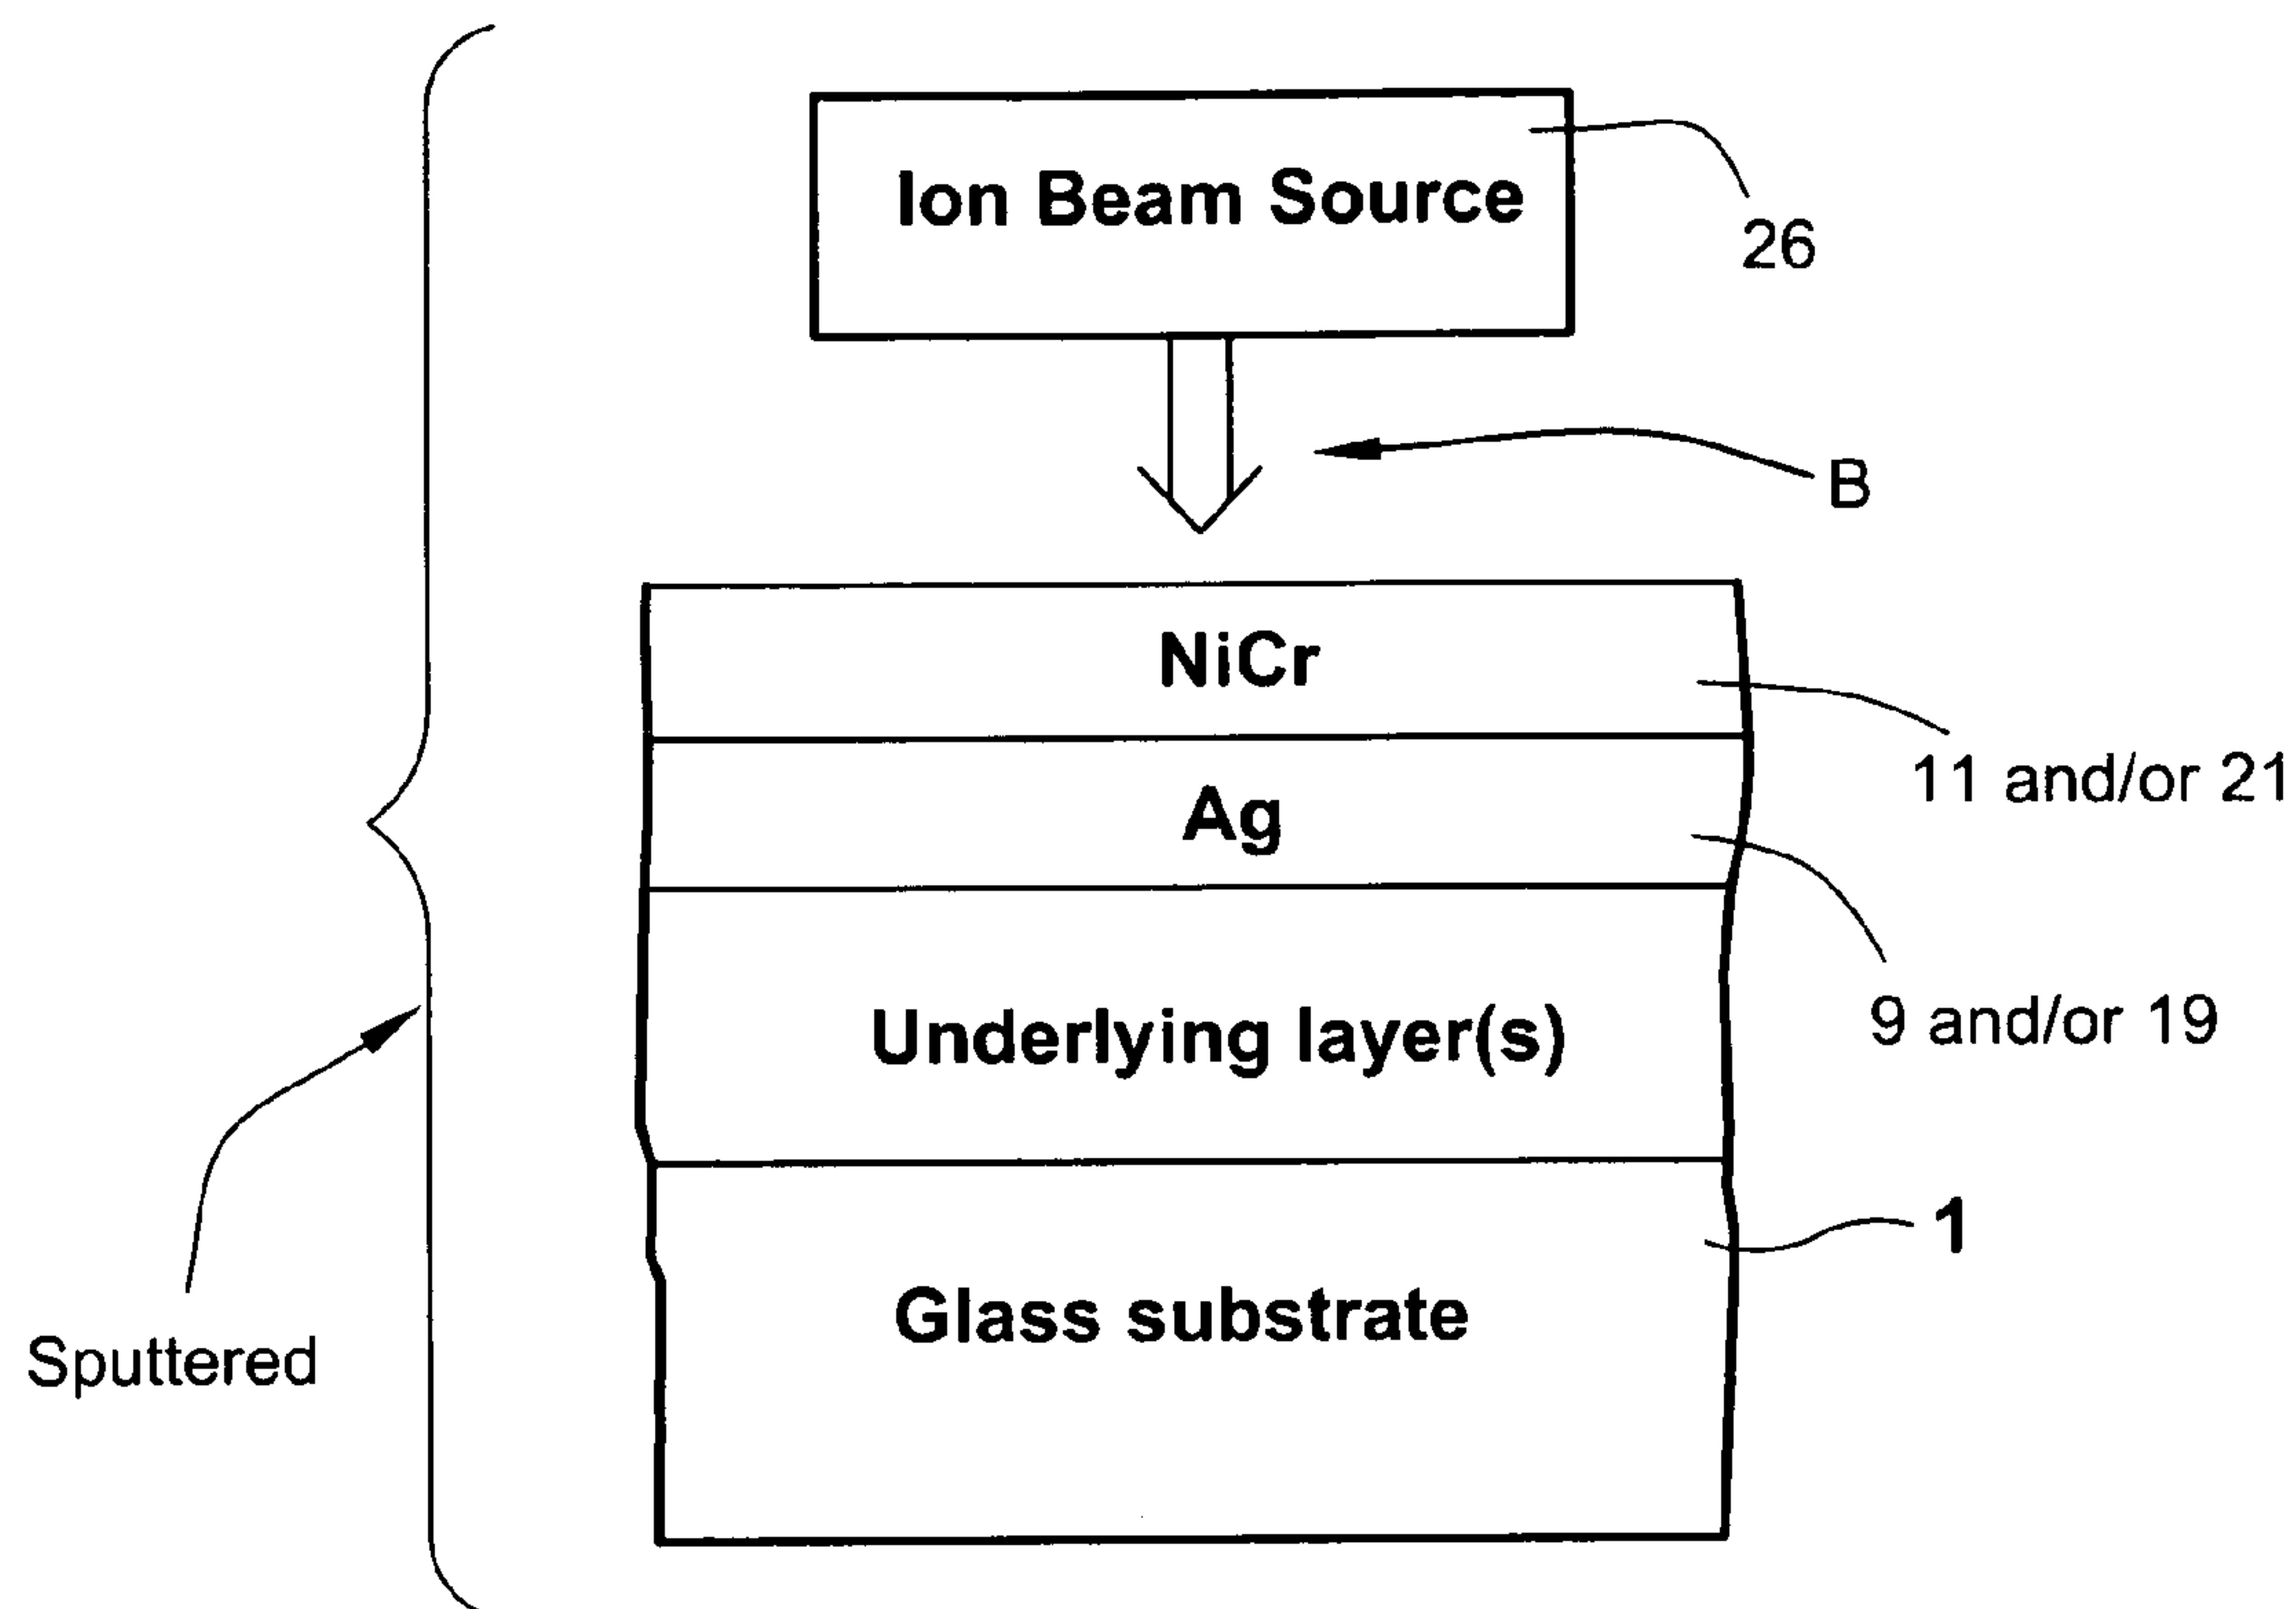 Ion Beam Source
26
B
NiCr
11 and/or 21
Ag
9 and/or 19
Underlying layer(s)
1
Glass substrate
Sputtered